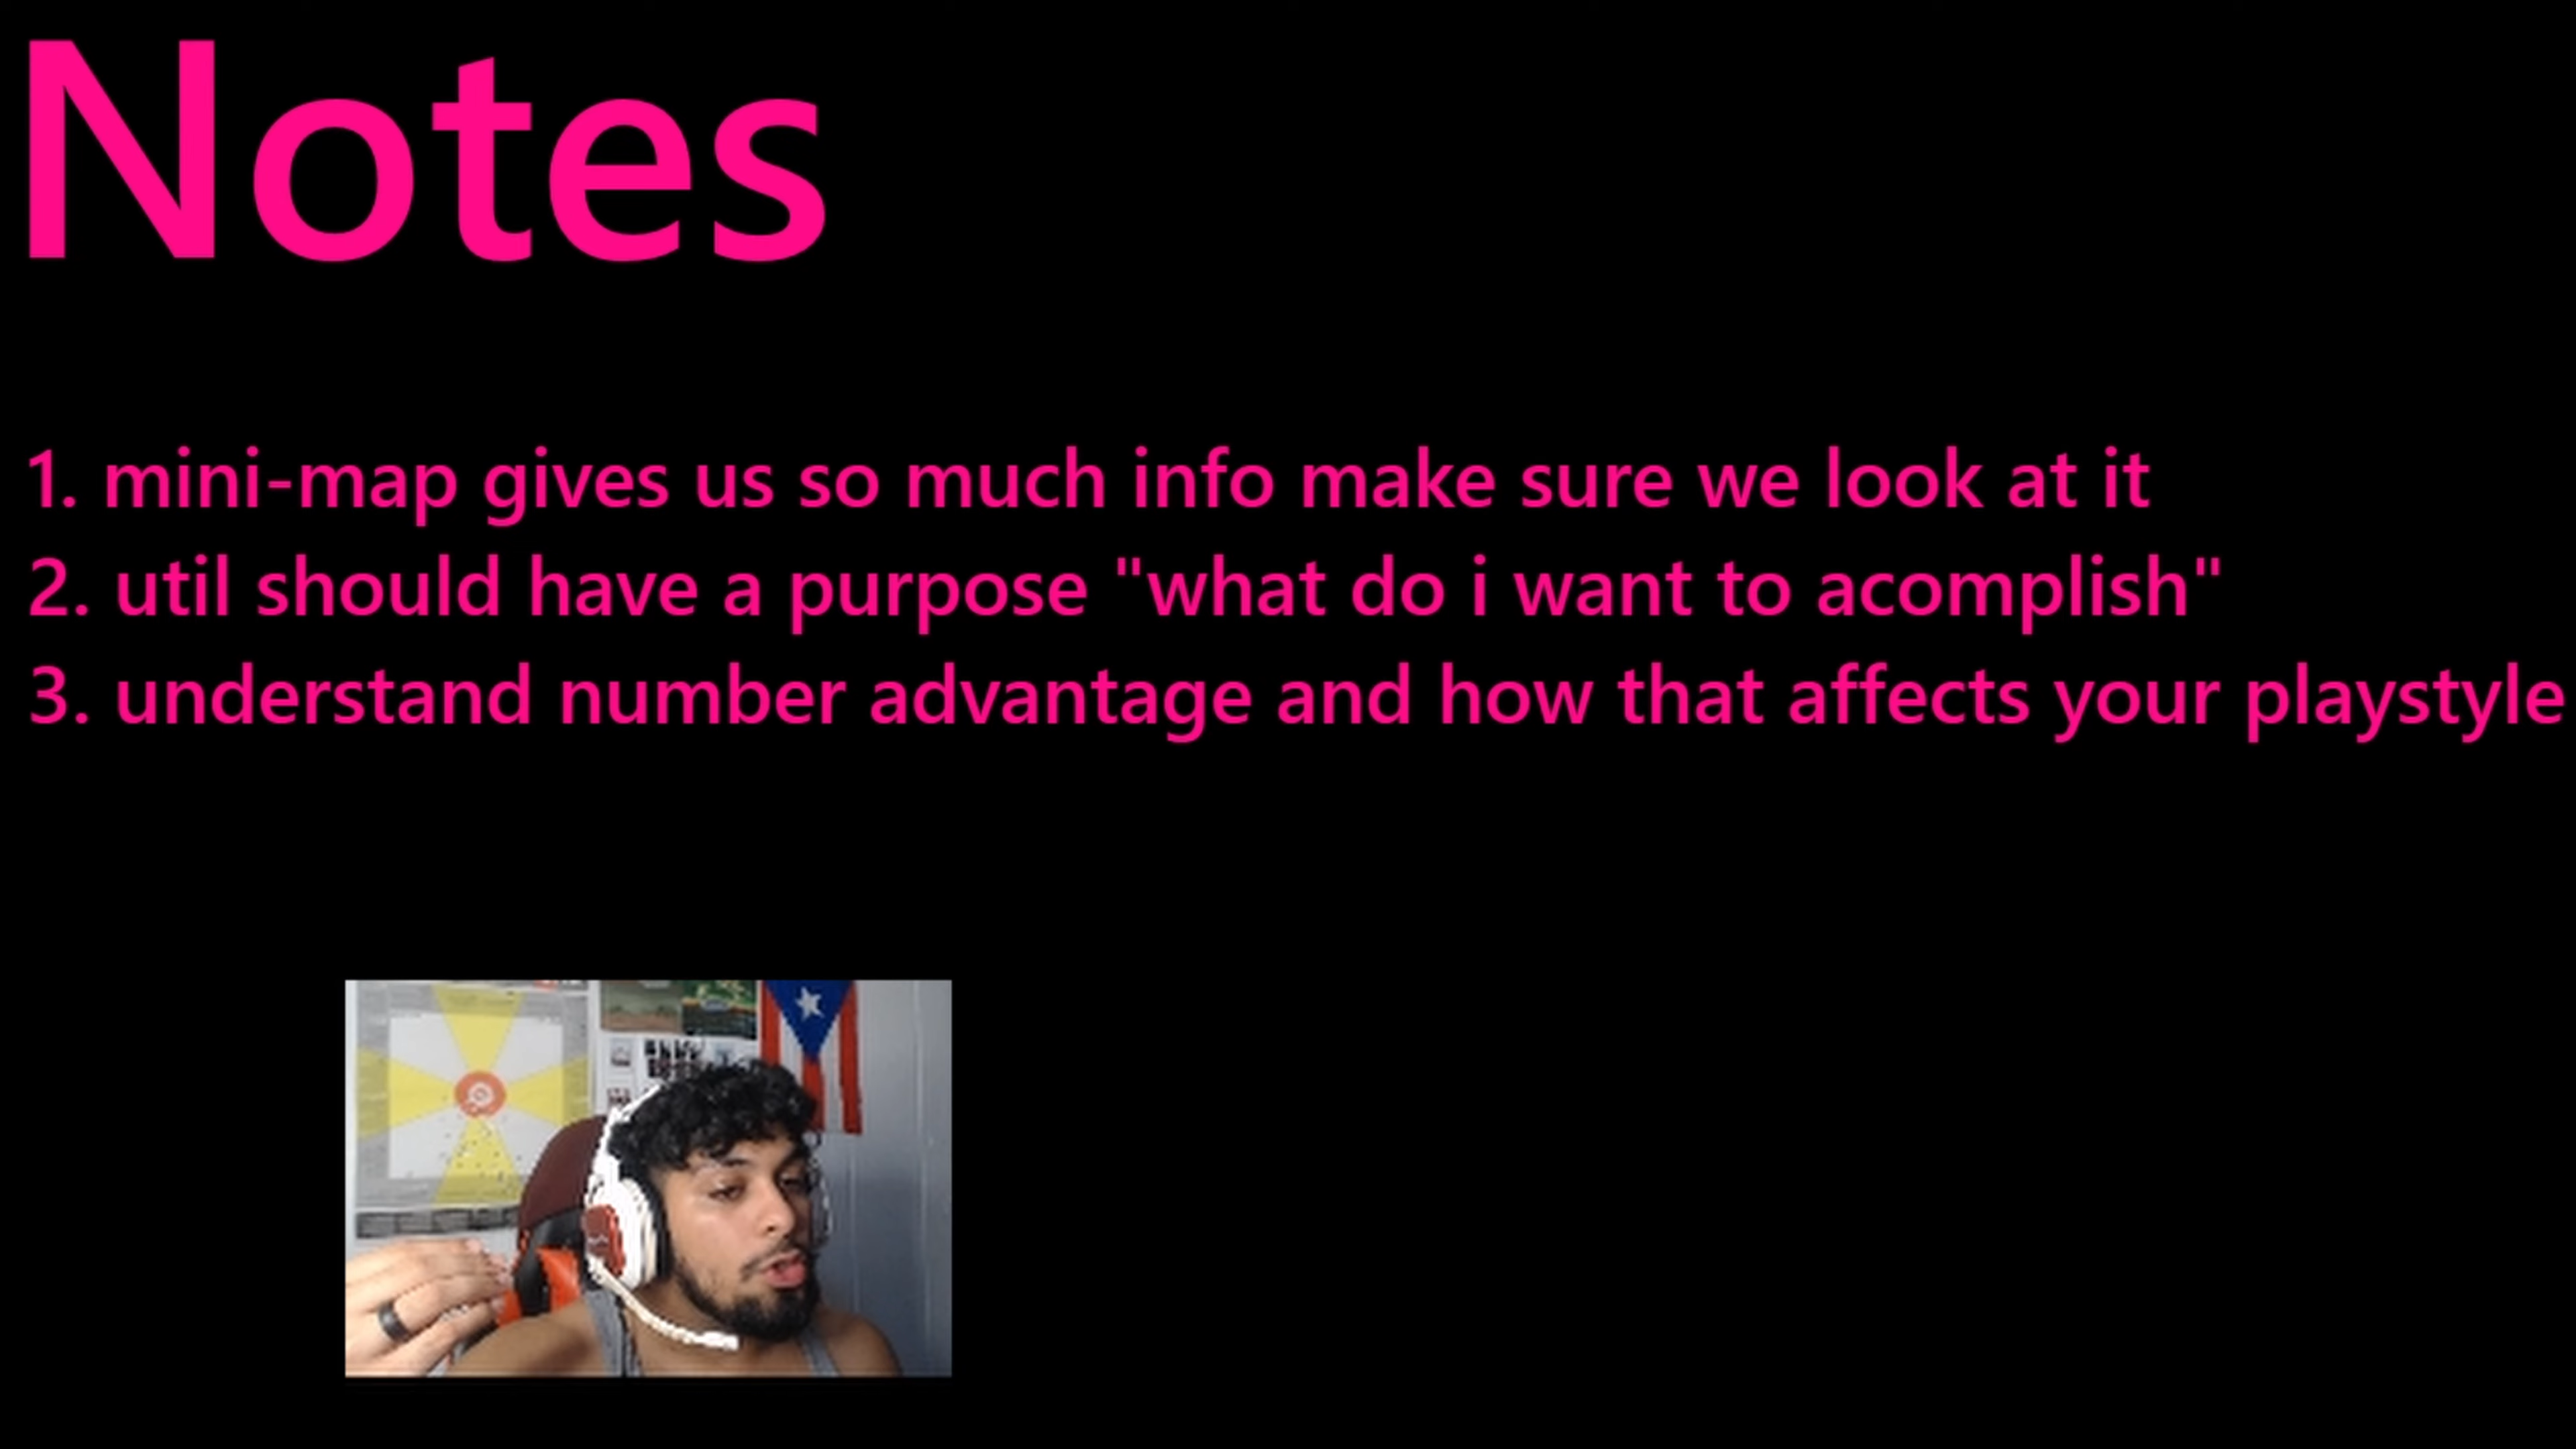 Notes
1. mini-map gives us so much info make sure we look at it
2. util should have a purpose "what do i want to acomplish"
3. understand number advantage and how that affects your playstyle